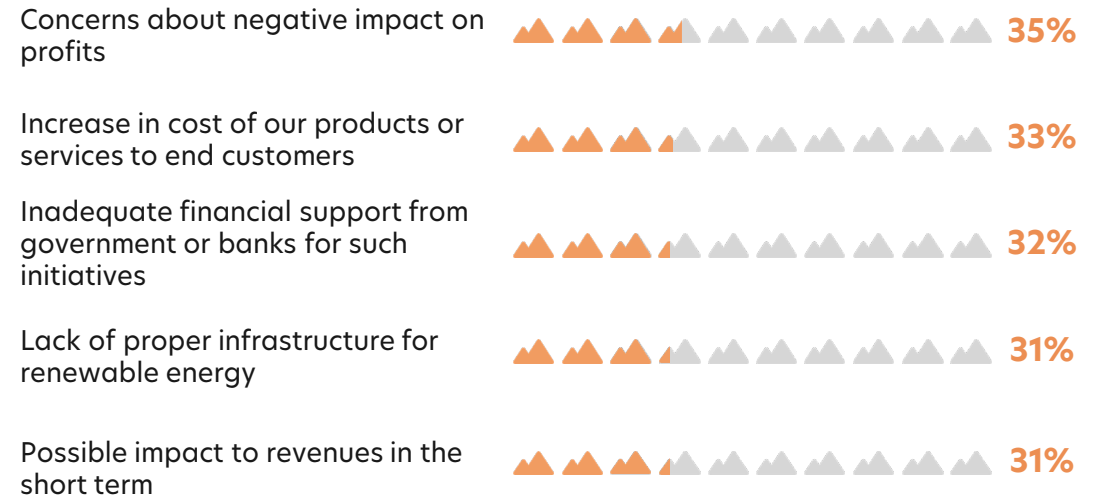 Concerns about negative impact on
profits
35%
Increase in cost of our products or
services to end customers
33%
Inadequate financial support from
government or banks for such
initiatives
32%
Lack of proper infrastructure for
renewable energy
31%
Possible impact to revenues in the
short term
31%